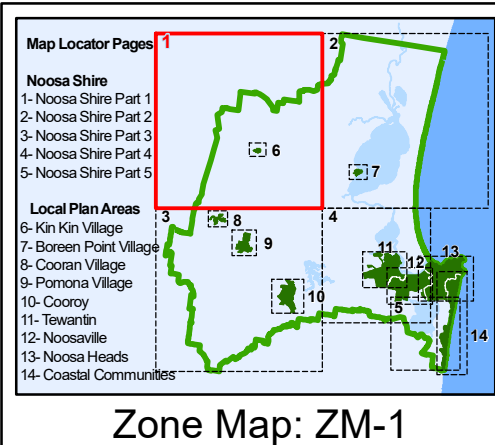 Map Locator Pages
Noosa Shire
1- Noosa Shire Part 1
2- Noosa Shire Part 2
3- Noosa Shire Part 3
4- Noosa Shire Part 4
5- Noosa Shire Part 5
Local Plan Areas
6- Kin Kin Village
7- Boreen Point Village
8- Cooran Village
9- Pomona Village
10- Cooroy
11- Tewantin
12- Noosaville
13- Noosa Heads
14- Coastal Communities
1
2
6
7
3
4
8
9
11
13
12
10
5
14
Zone Map: ZM-1